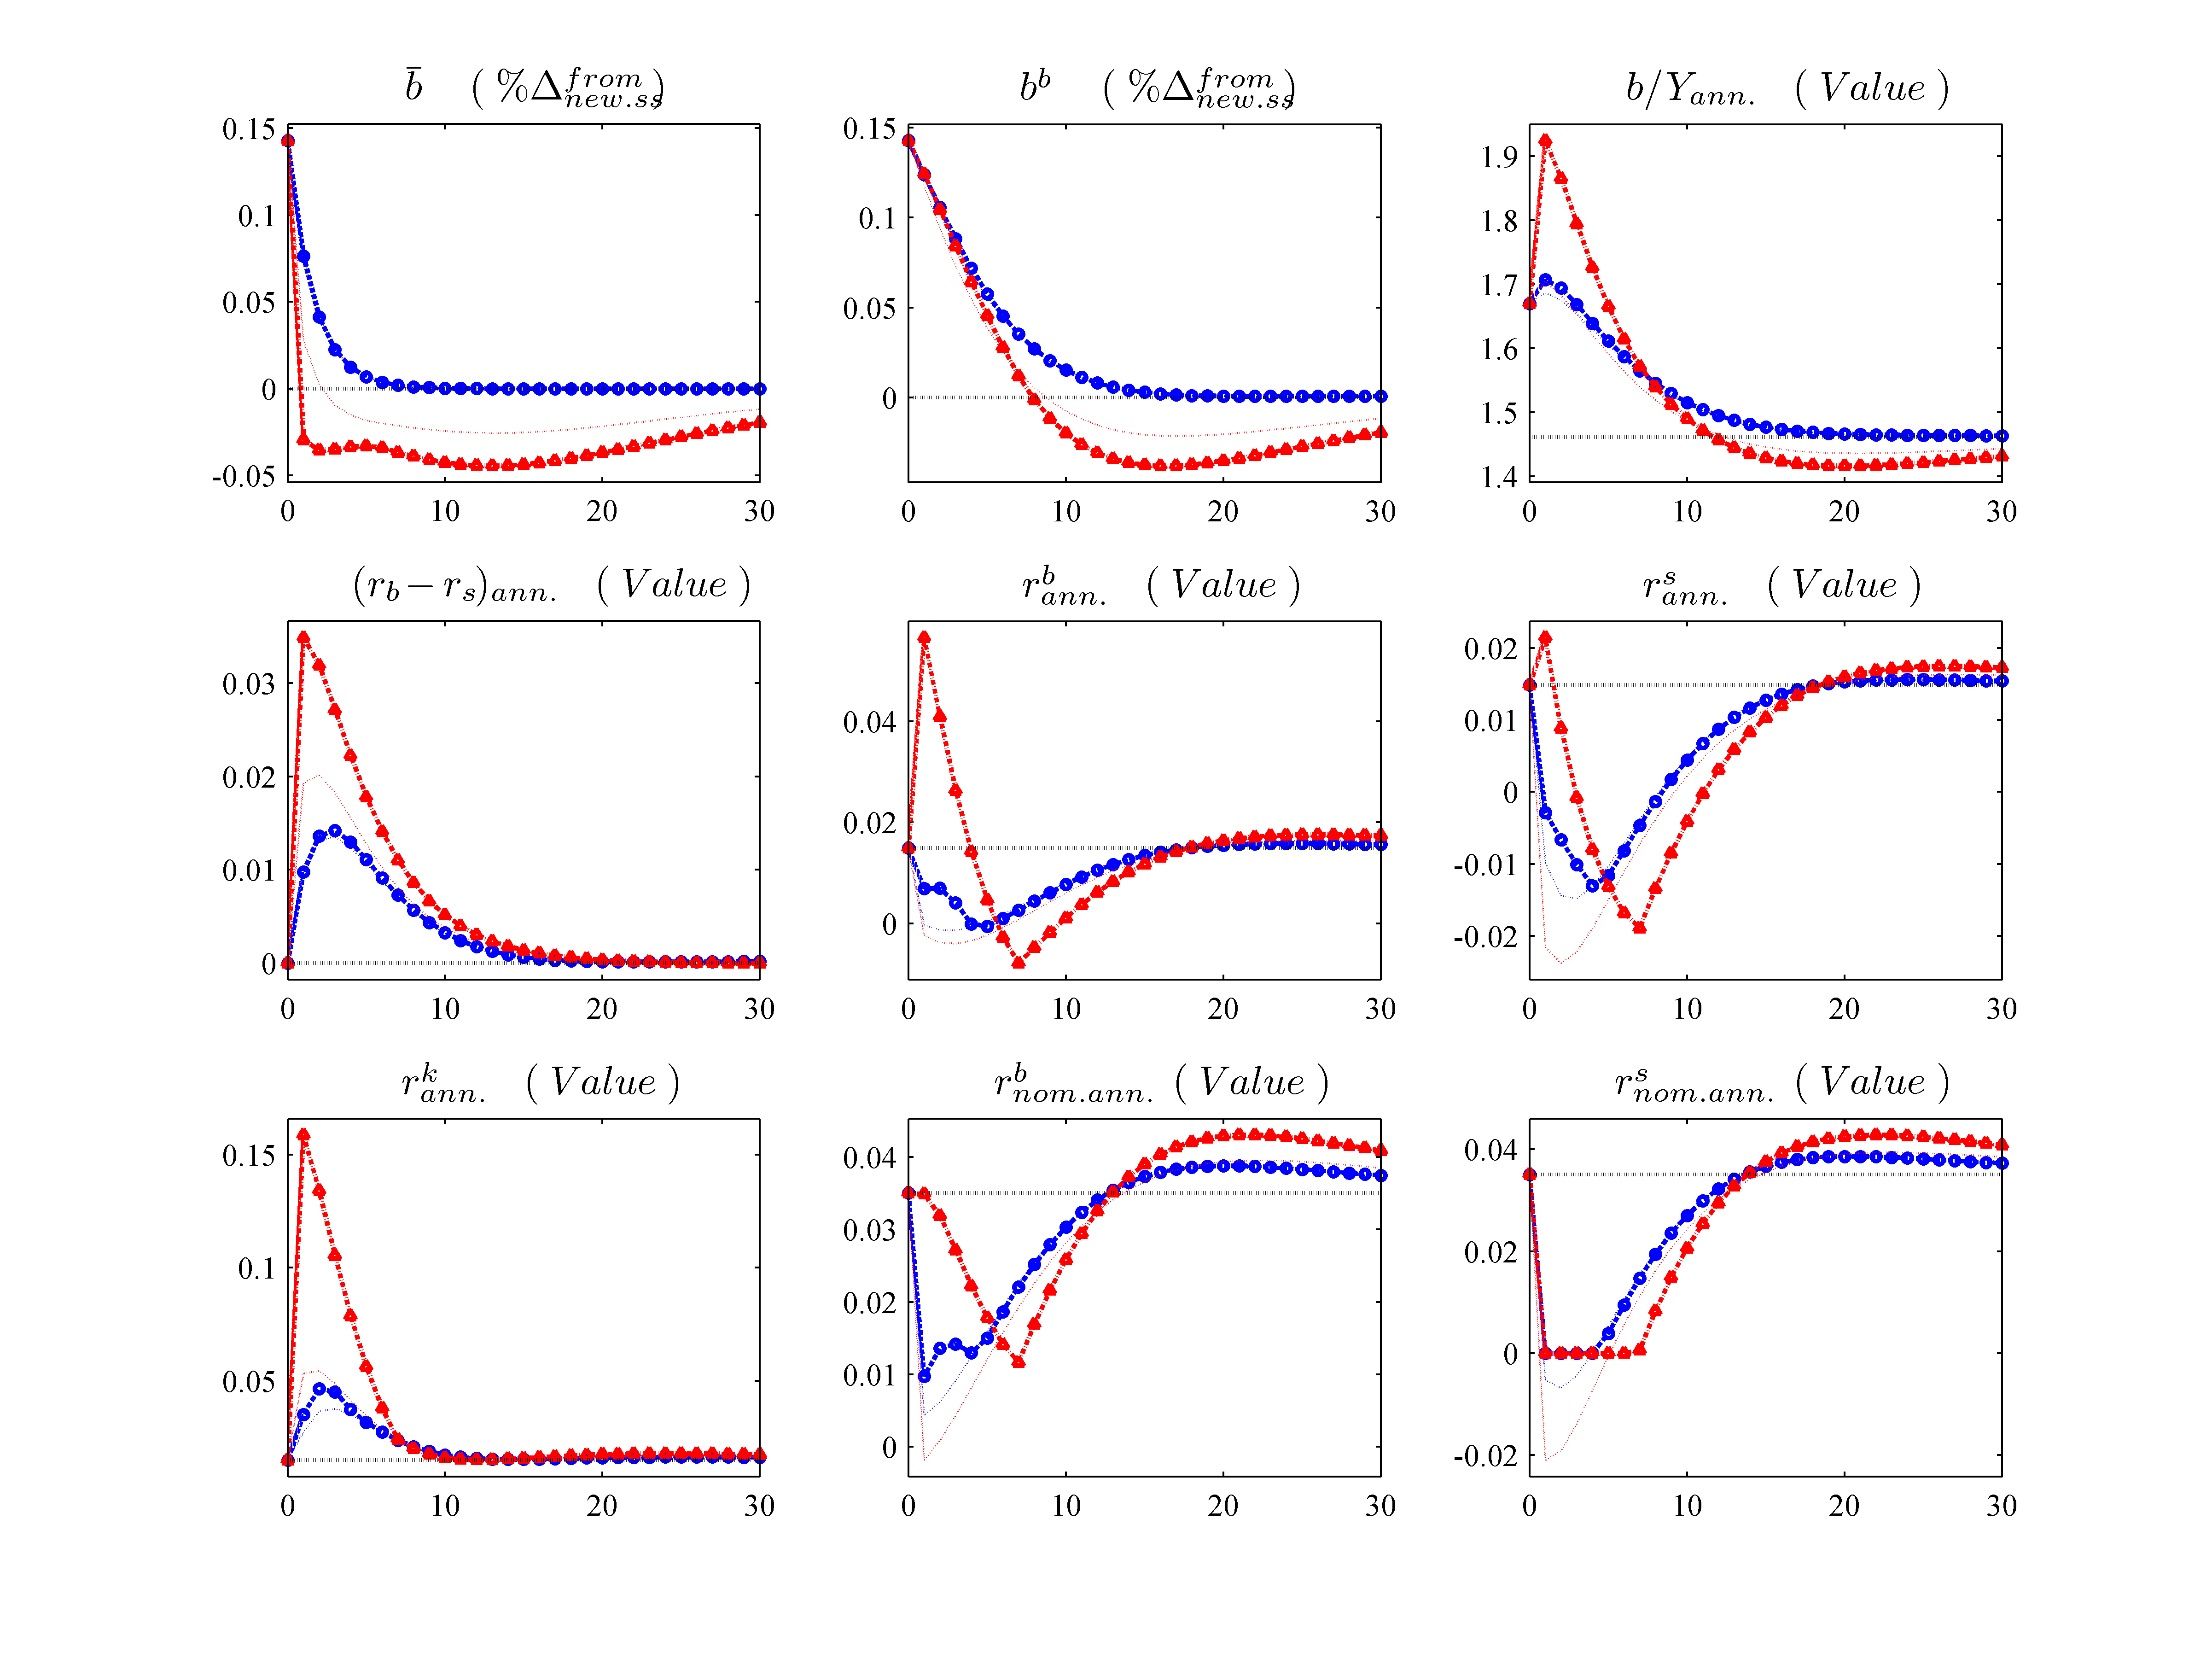 b̄ ( %Δ^{from}_{new.ss} )
b^b ( %Δ^{from}_{new.ss} )
b/Y_{ann.} ( Value )
0.15
0.1
0.05
0
-0.05
0 10 20 30
0.15
0.1
0.05
0
0 10 20 30
1.9
1.8
1.7
1.6
1.5
1.4
0 10 20 30
(r_b − r_s)_{ann.} ( Value )
r^b_{ann.} ( Value )
r^s_{ann.} ( Value )
0.03
0.02
0.01
0
0 10 20 30
0.04
0.02
0
0 10 20 30
0.02
0.01
0
-0.01
-0.02
0 10 20 30
r^k_{ann.} ( Value )
r^b_{nom.ann.} ( Value )
r^s_{nom.ann.} ( Value )
0.15
0.1
0.05
0 10 20 30
0.04
0.03
0.02
0.01
0
0 10 20 30
0.04
0.02
0
-0.02
0 10 20 30